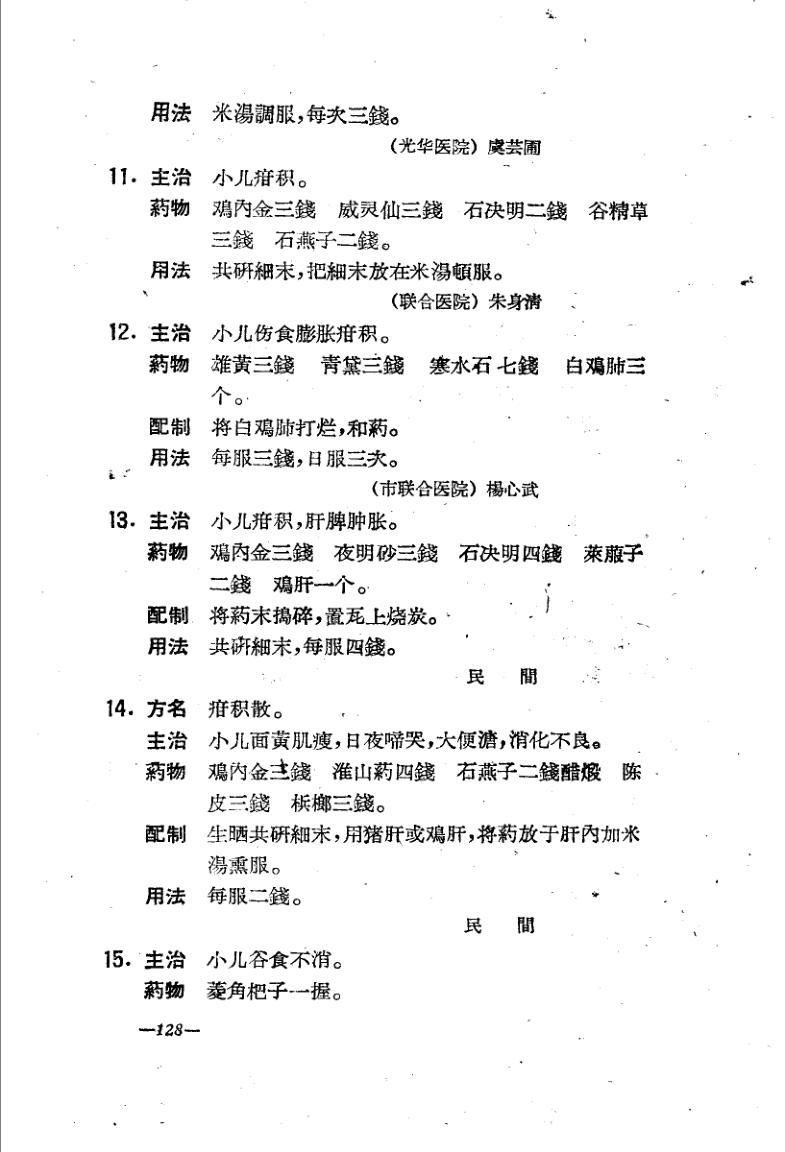 用法 米湯調服，每次三錢。
（光华医院）虞芸圃
11. 主治 小儿疳积。
葯物 鸡內金三錢 威灵仙三錢 石决明二錢 谷精草
三錢 石燕子二錢。
用法 共研細末，把細末放在米湯頓服。
（联合医院）朱身清
12. 主治 小儿伤食膨胀疳积。
葯物 雄黃三錢 青黛三錢 寒水石七錢 白鸡肺三
个。
配制 将白鸡肺打烂，和葯。
用法 每服三錢，日服三次。
（市联合医院）楊心武
13. 主治 小儿疳积，肝脾肿胀。
葯物 鸡內金三錢 夜明砂三錢 石决明四錢 萊服子
二錢 鸡肝一个。
配制 将葯末搗碎，置瓦上烧炭。
用法 共研細末，每服四錢。
民間
14. 方名 疳积散。
主治 小儿面黃肌瘦，日夜啼哭，大便溏，消化不良。
葯物 鸡內金三錢 淮山葯四錢 石燕子二錢醋煅 陈
皮三錢 梹榔三錢。
配制 生晒共研細末，用猪肝或鸡肝，将葯放于肝內加米
湯熏服。
用法 每服二錢。
民間
15. 主治 小儿谷食不消。
葯物 菱角杷子一握。
—128—